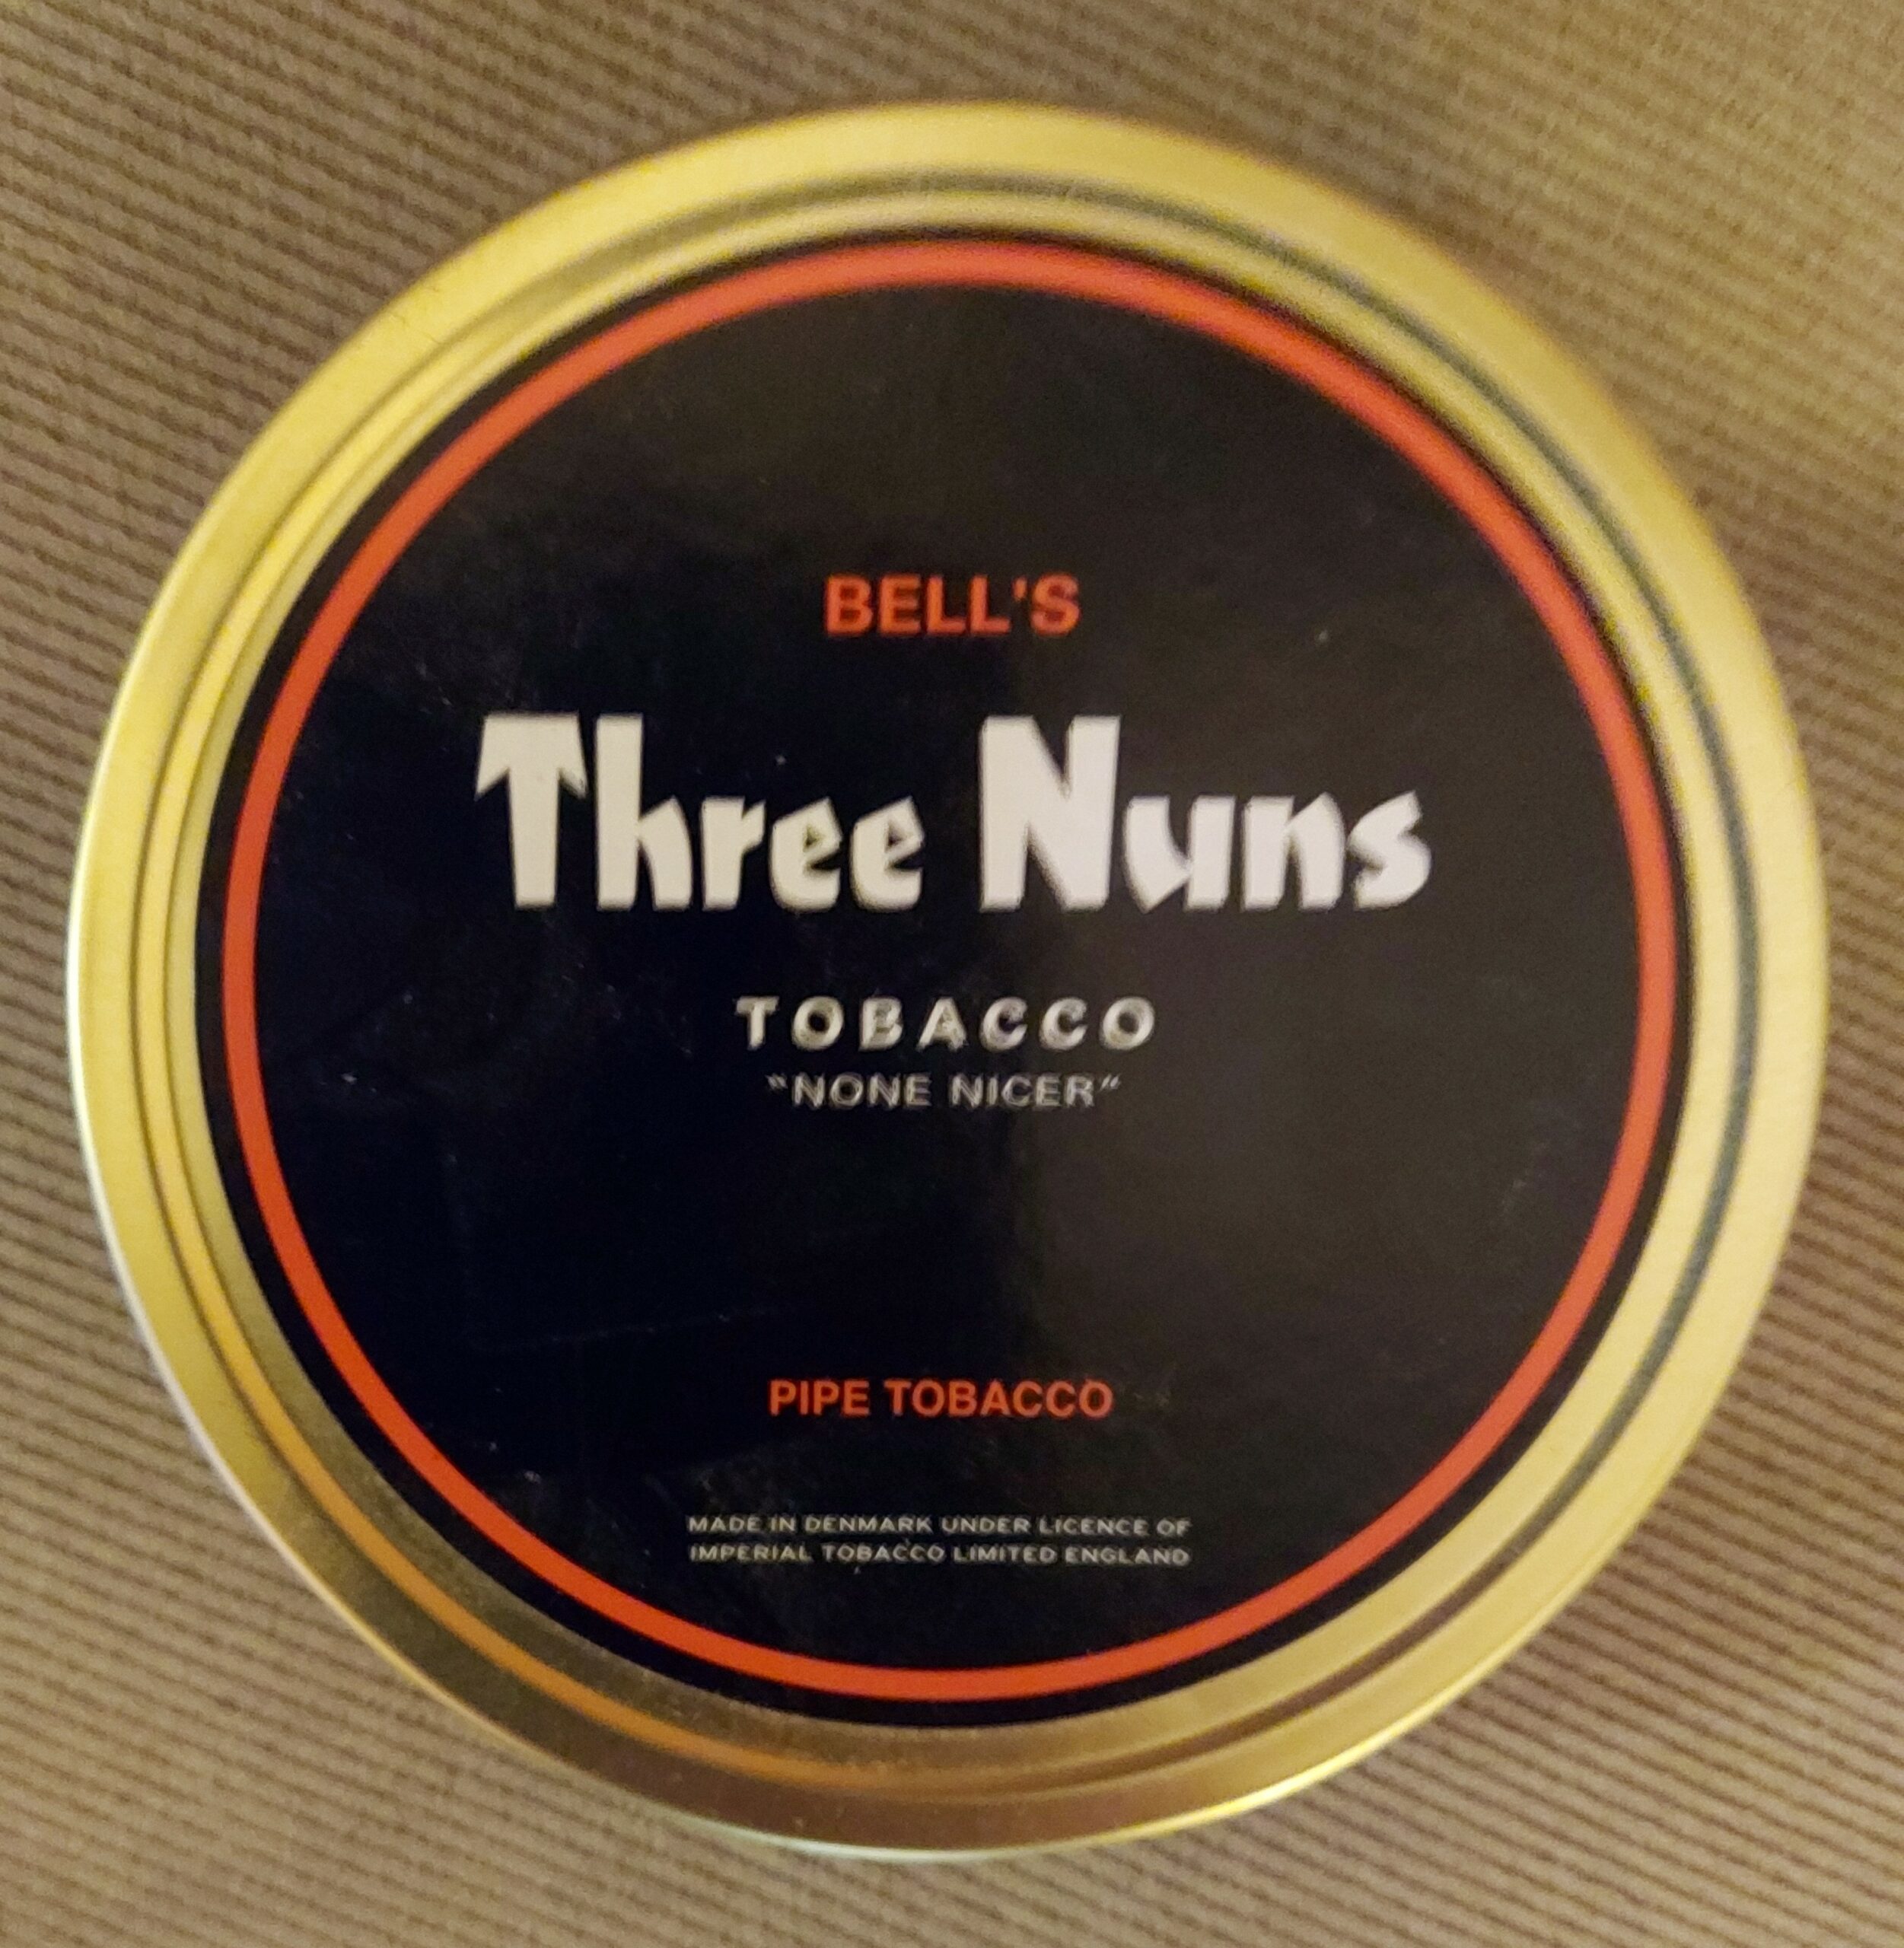 BELL'S
Three Nuns
TOBACCO
"NONE NICER"
PIPE TOBACCO
MADE IN DENMARK UNDER LICENCE OF
IMPERIAL TOBACCO LIMITED ENGLAND